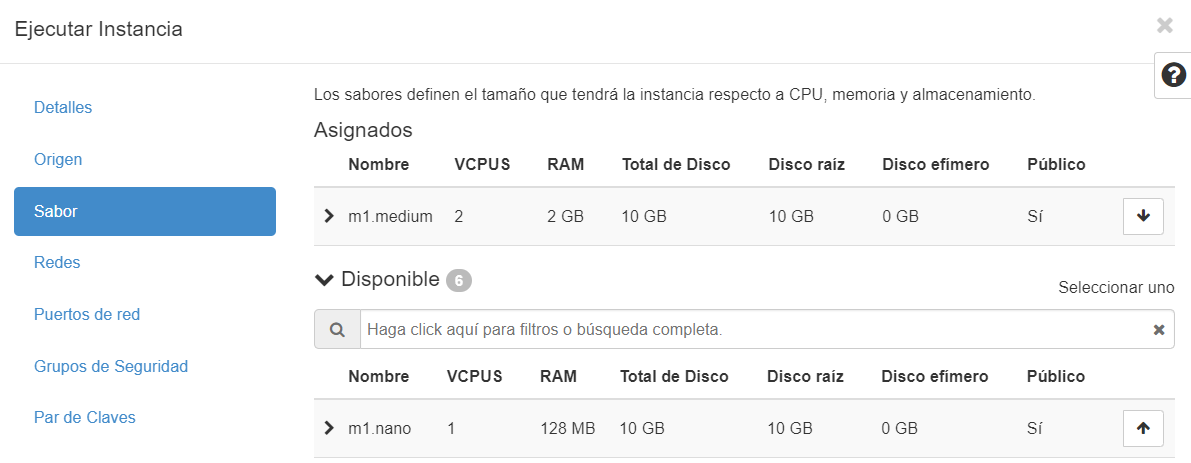 Ejecutar Instancia
Detalles
Origen
Sabor
Redes
Puertos de red
Grupos de Seguridad
Par de Claves
Los sabores definen el tamaño que tendrá la instancia respecto a CPU, memoria y almacenamiento.
Asignados
Nombre VCPUS RAM Total de Disco Disco raíz Disco efímero Público
m1.medium 2 2 GB 10 GB 10 GB 0 GB Sí
Disponible 6
Seleccionar uno
Haga click aquí para filtros o búsqueda completa.
Nombre VCPUS RAM Total de Disco Disco raíz Disco efímero Público
m1.nano 1 128 MB 10 GB 10 GB 0 GB Sí